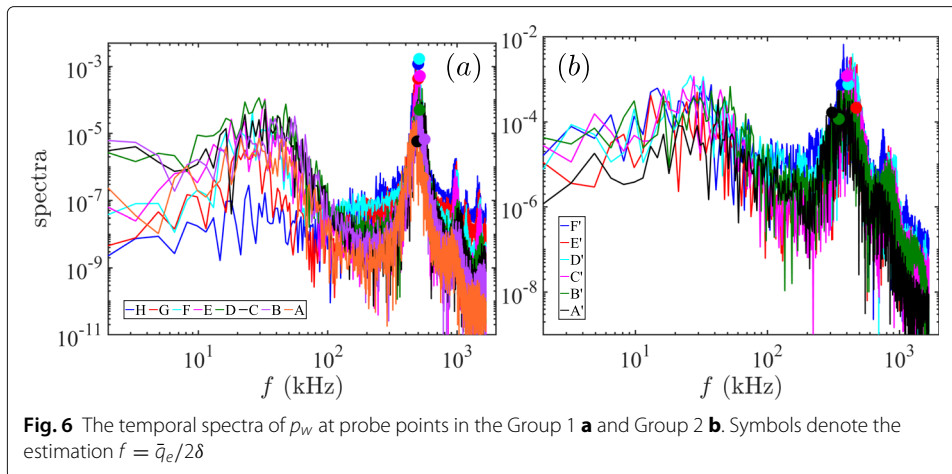 (a)
spectra
10^{-3}
10^{-5}
10^{-7}
10^{-9}
10^{-11}
H G F E D C B A
10^1 10^2 10^3
f (kHz)
(b)
10^{-2}
10^{-4}
10^{-6}
10^{-8}
F'
E'
D'
C'
B'
A'
10^1 10^2 10^3
f (kHz)
Fig. 6 The temporal spectra of p_w at probe points in the Group 1 a and Group 2 b. Symbols denote the
estimation f = q̄_e/2δ